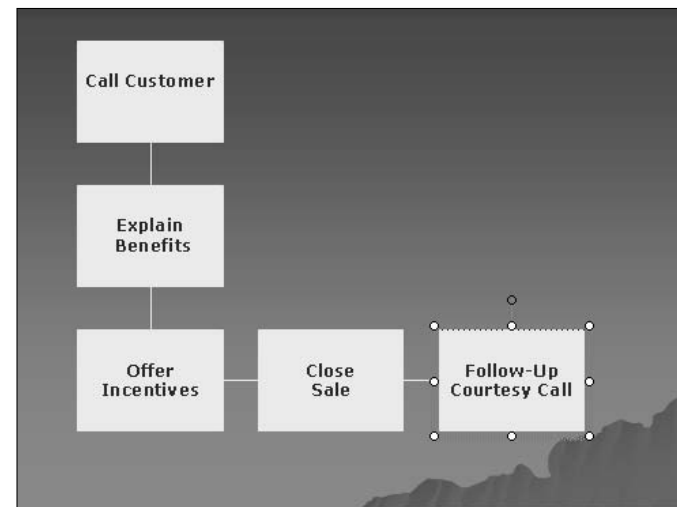 Call Customer
Explain
Benefits
Offer
Incentives
Close
Sale
Follow-Up
Courtesy Call